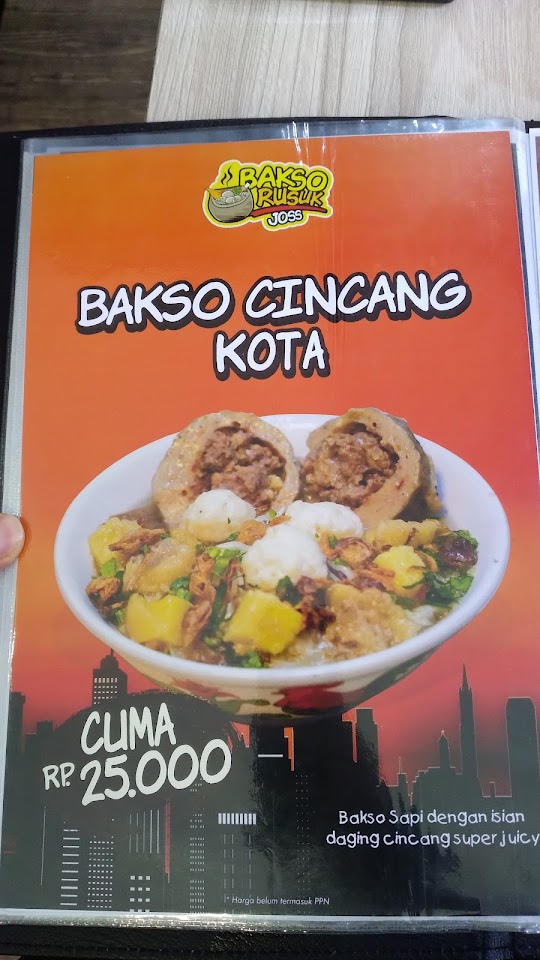 BAKSO
RUSUK
JOSS
BAKSO CINCANG
KOTA
CUMA
RP. 25.000
Bakso Sapi dengan isian
daging cincang super juicy
* Harga belum termasuk PPN